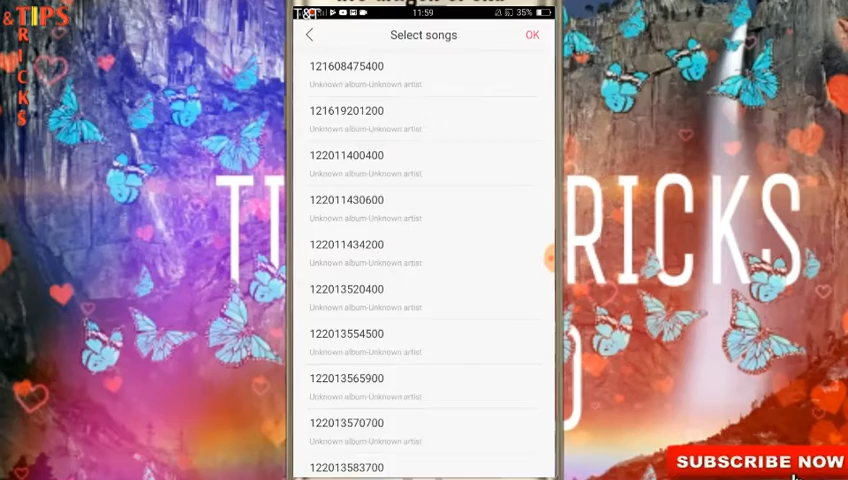 &TIPS
TRICKS
T&T
11:59
35%
Select songs
OK
121608475400
Unknown album-Unknown artist
121619201200
Unknown album-Unknown artist
122011400400
Unknown album-Unknown artist
122011430600
Unknown album-Unknown artist
122011434200
Unknown album-Unknown artist
122013520400
Unknown album-Unknown artist
122013554500
Unknown album-Unknown artist
122013565900
Unknown album-Unknown artist
122013570700
Unknown album-Unknown artist
122013583700
RICKS
SUBSCRIBE NOW